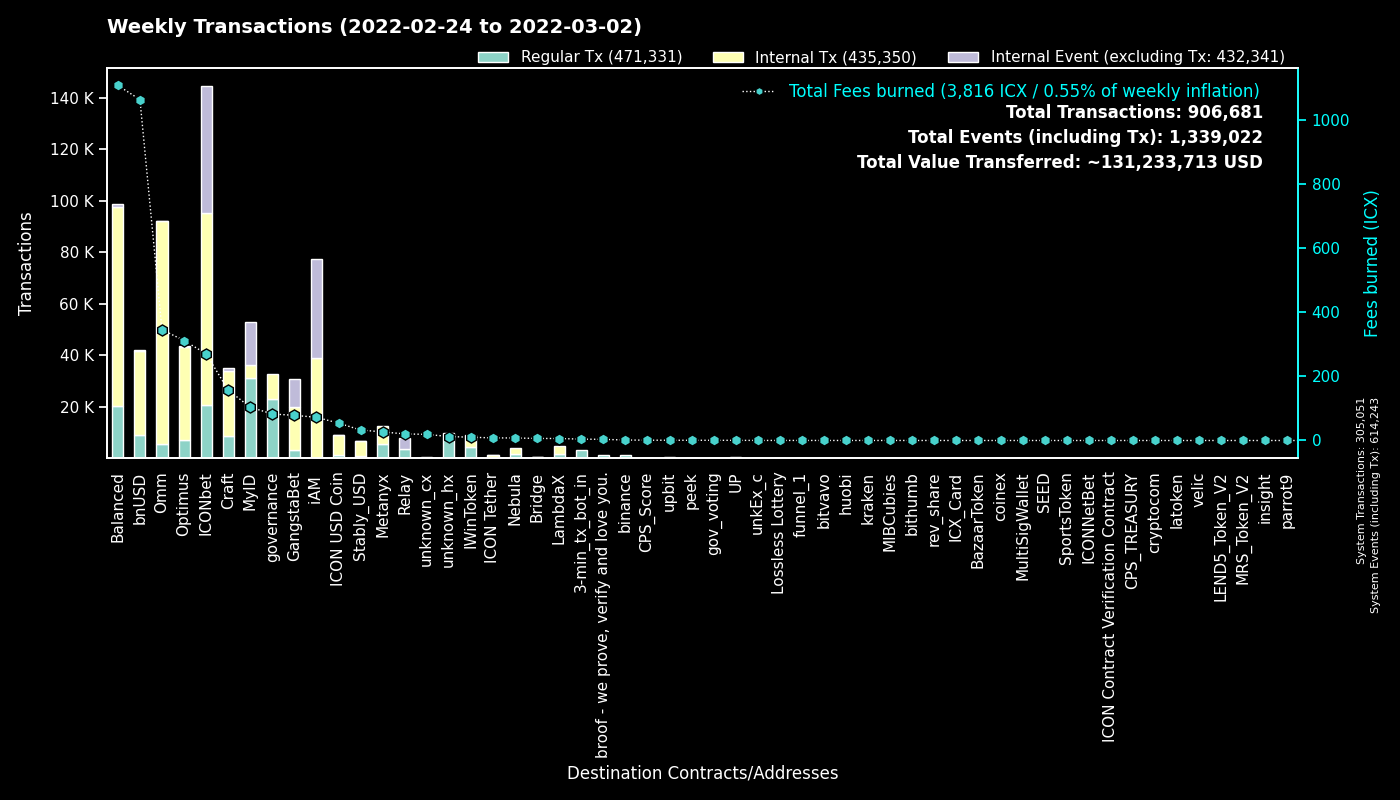 Weekly Transactions (2022-02-24 to 2022-03-02)
Regular Tx (471,331)
Internal Tx (435,350)
Internal Event (excluding Tx: 432,341)
Total Fees burned (3,816 ICX / 0.55% of weekly inflation)
Total Transactions: 906,681
Total Events (including Tx): 1,339,022
Total Value Transferred: ~131,233,713 USD
Transactions
140 K
120 K
100 K
80 K
60 K
40 K
20 K
1000
800
600
400
200
0
Fees burned (ICX)
System Transactions: 305,051
System Events (including Tx): 614,243
Balanced
bnUSD
Omm
Optimus
ICONbet
Craft
MyID
governance
GangstaBet
iAM
ICON USD Coin
Stably_USD
Metanyx
Relay
unknown_cx
unknown_hx
IWinToken
ICON Tether
Nebula
Bridge
LambdaX
3-min_tx_bot_in
broof - we prove, verify and love you.
binance
CPS_Score
upbit
peek
gov_voting
UP
unkEx_c
Lossless Lottery
funnel_1
bitvavo
huobi
kraken
MIBCubies
bithumb
rev_share
ICX_Card
BazaarToken
coinex
MultiSigWallet
SEED
SportsToken
ICONNetBet
ICON Contract Verification Contract
CPS_TREASURY
cryptocom
latoken
velic
LEND5_Token_V2
MRS_Token_V2
insight
parrot9
Destination Contracts/Addresses